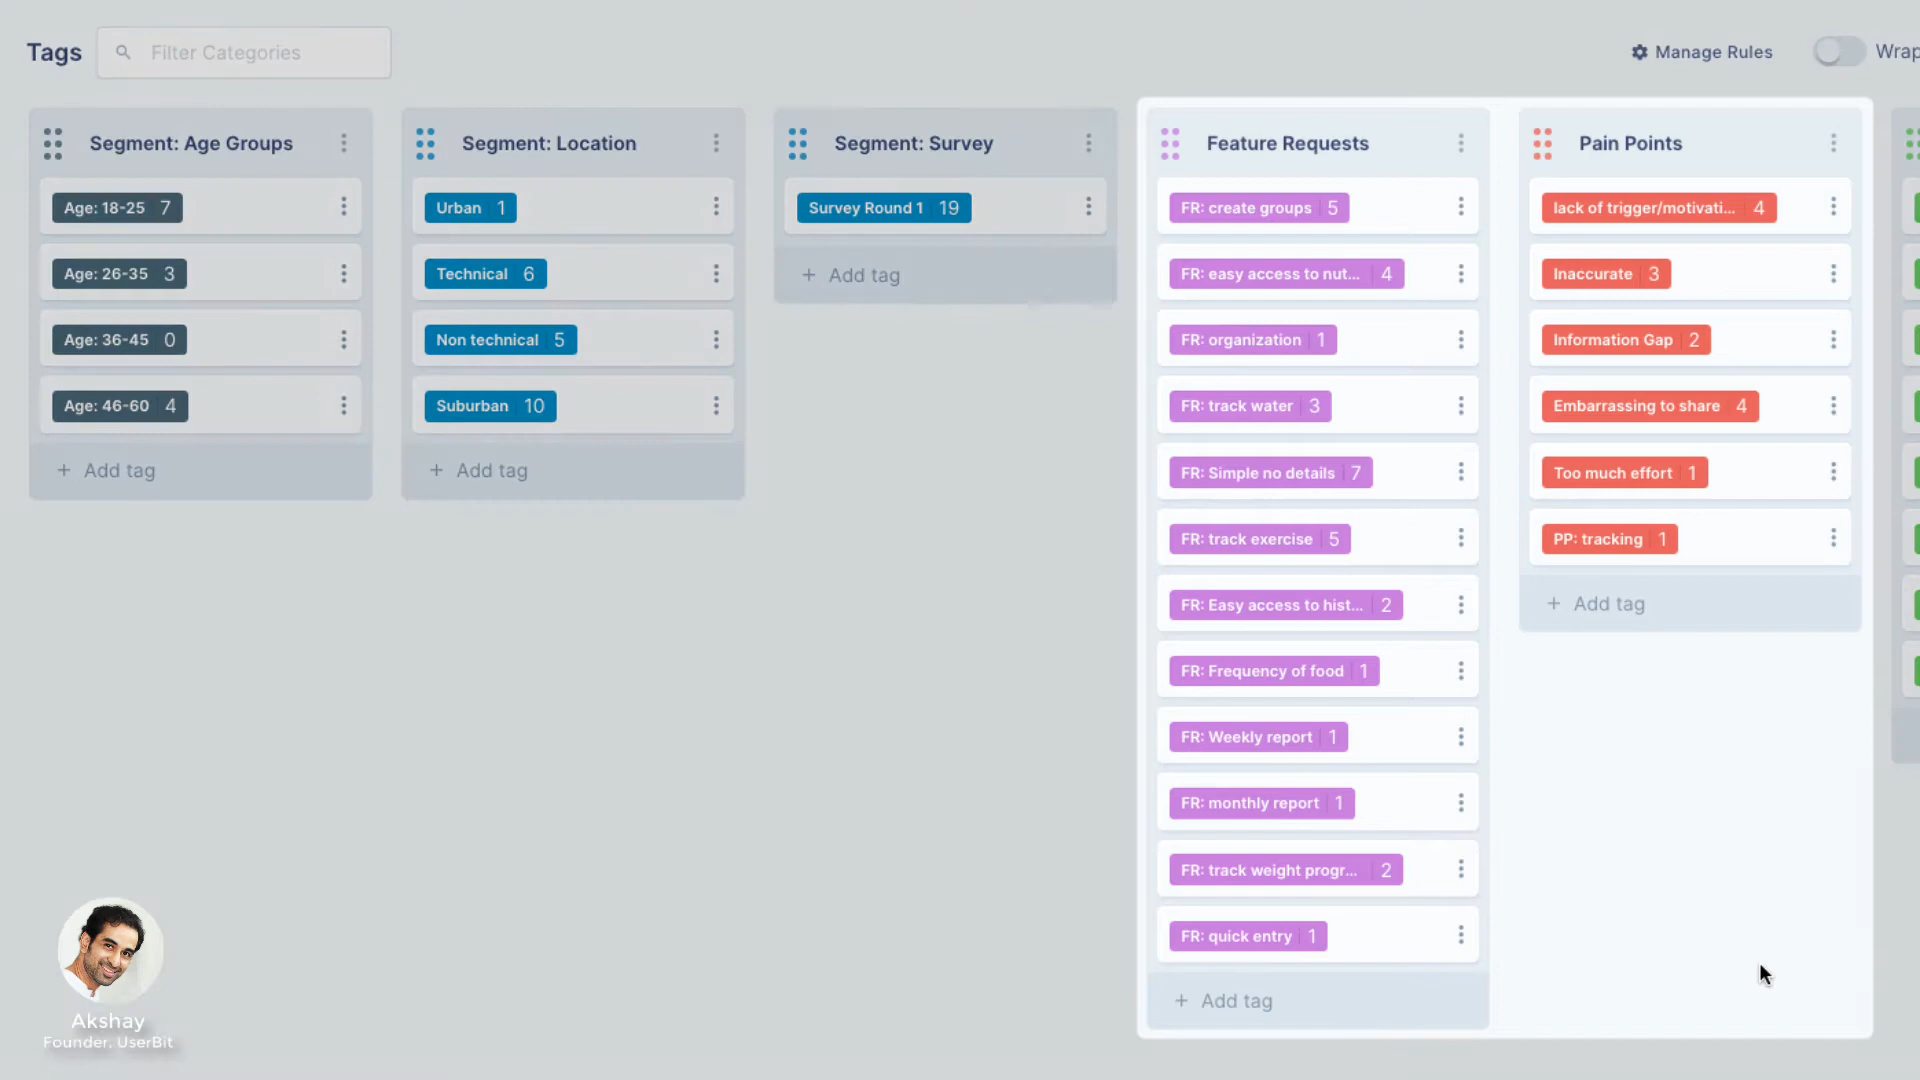 Tags
Filter Categories
Manage Rules
Wrap
Segment: Age Groups
Age: 18-25 7
Age: 26-35 3
Age: 36-45 0
Age: 46-60 4
+ Add tag
Segment: Location
Urban 1
Technical 6
Non technical 5
Suburban 10
+ Add tag
Segment: Survey
Survey Round 1 19
+ Add tag
Feature Requests
FR: create groups 5
FR: easy access to nut... 4
FR: organization 1
FR: track water 3
FR: Simple no details 7
FR: track exercise 5
FR: Easy access to hist... 2
FR: Frequency of food 1
FR: Weekly report 1
FR: monthly report 1
FR: track weight progr... 2
FR: quick entry 1
+ Add tag
Pain Points
lack of trigger/motivati... 4
Inaccurate 3
Information Gap 2
Embarrassing to share 4
Too much effort 1
PP: tracking 1
+ Add tag
Akshay
Founder, UserBit